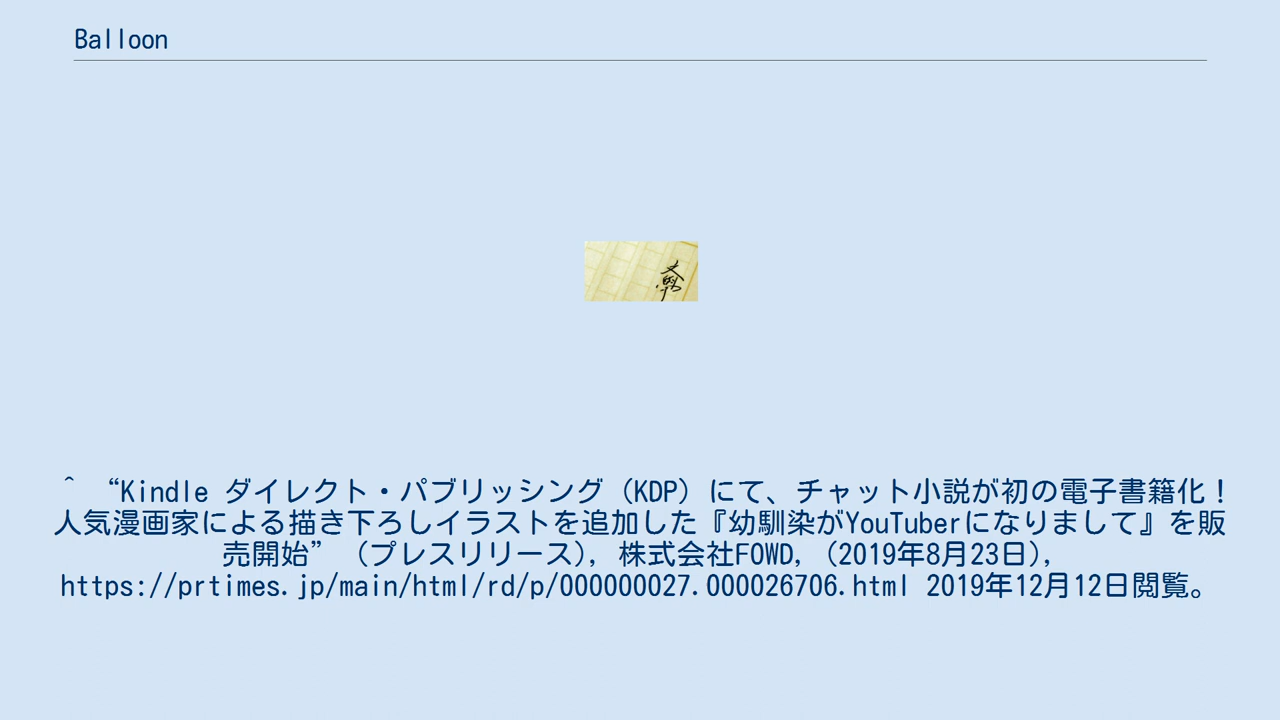 Balloon
^ “Kindle ダイレクト・パブリッシング（KDP）にて、チャット小説が初の電子書籍化！
人気漫画家による描き下ろしイラストを追加した『幼馴染がYouTuberになりまして』を販
売開始” （プレスリリース), 株式会社FOWD, （2019年8月23日),
https://prtimes.jp/main/html/rd/p/000000027.000026706.html 2019年12月12日閲覧。